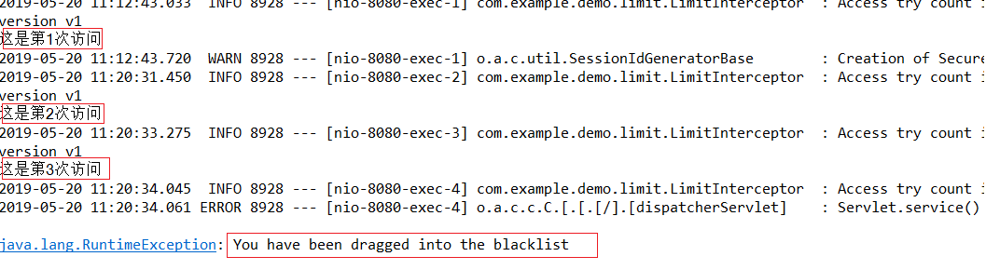 2019-05-20 11:12:43.033  INFO 8928 --- [nio-8080-exec-1] com.example.demo.limit.LimitInterceptor  : Access try count i
version v1
这是第1次访问
2019-05-20 11:12:43.720  WARN 8928 --- [nio-8080-exec-1] o.a.c.util.SessionIdGeneratorBase        : Creation of Secure
2019-05-20 11:20:31.450  INFO 8928 --- [nio-8080-exec-2] com.example.demo.limit.LimitInterceptor  : Access try count i
version v1
这是第2次访问
2019-05-20 11:20:33.275  INFO 8928 --- [nio-8080-exec-3] com.example.demo.limit.LimitInterceptor  : Access try count i
version v1
这是第3次访问
2019-05-20 11:20:34.045  INFO 8928 --- [nio-8080-exec-4] com.example.demo.limit.LimitInterceptor  : Access try count i
2019-05-20 11:20:34.061 ERROR 8928 --- [nio-8080-exec-4] o.a.c.c.C.[.[.[/].[dispatcherServlet]    : Servlet.service()
java.lang.RuntimeException: You have been dragged into the blacklist